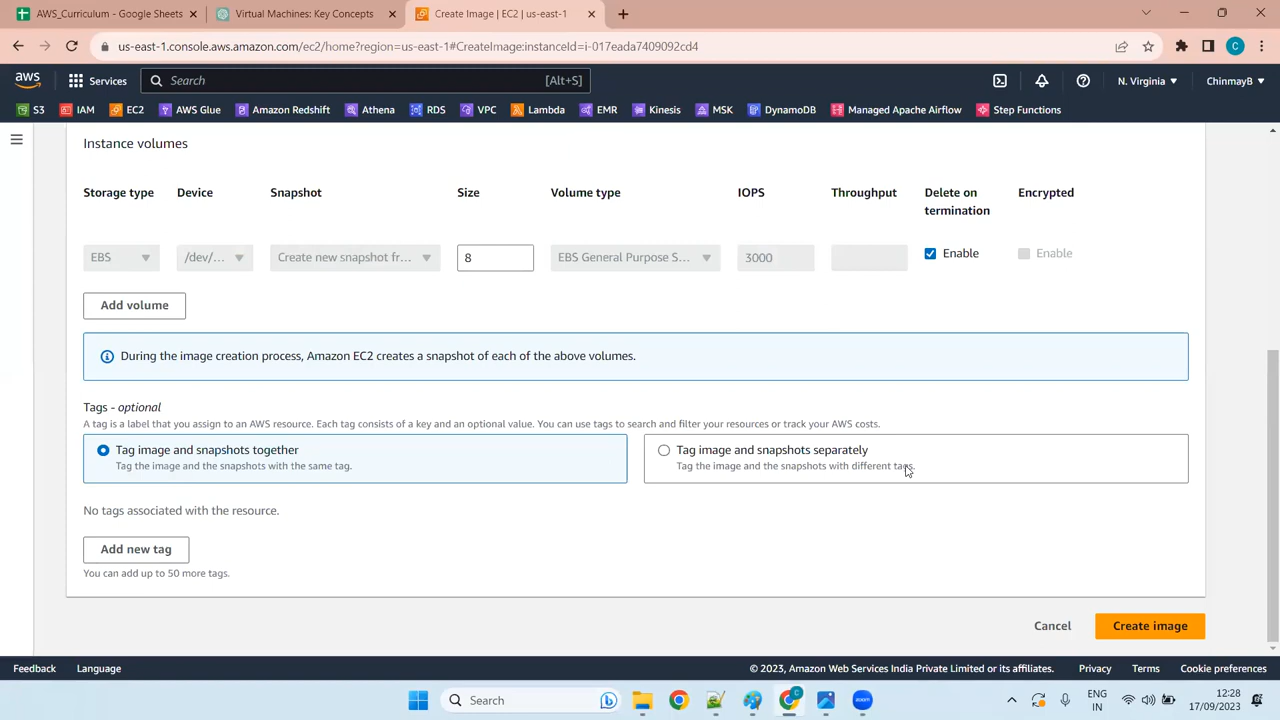 AWS_Curriculum - Google Sheets
Virtual Machines: Key Concepts
Create Image | EC2 | us-east-1
us-east-1.console.aws.amazon.com/ec2/home?region=us-east-1#CreateImage:instanceId=i-017eada7409092cd4
C
aws
Services
Search
[Alt+S]
N. Virginia
ChinmayB
S3
IAM
EC2
AWS Glue
Amazon Redshift
Athena
RDS
VPC
Lambda
EMR
Kinesis
MSK
DynamoDB
Managed Apache Airflow
Step Functions
Instance volumes
Storage type
Device
Snapshot
Size
Volume type
IOPS
Throughput
Delete on
termination
Encrypted
EBS
/dev/...
Create new snapshot fr...
8
EBS General Purpose S...
3000
Enable
Enable
Add volume
During the image creation process, Amazon EC2 creates a snapshot of each of the above volumes.
Tags - optional
A tag is a label that you assign to an AWS resource. Each tag consists of a key and an optional value. You can use tags to search and filter your resources or track your AWS costs.
Tag image and snapshots together
Tag the image and the snapshots with the same tag.
Tag image and snapshots separately
Tag the image and the snapshots with different tags.
No tags associated with the resource.
Add new tag
You can add up to 50 more tags.
Cancel
Create image
Feedback
Language
© 2023, Amazon Web Services India Private Limited or its affiliates.
Privacy
Terms
Cookie preferences
Search
zoom
ENG
IN
12:28
17/09/2023